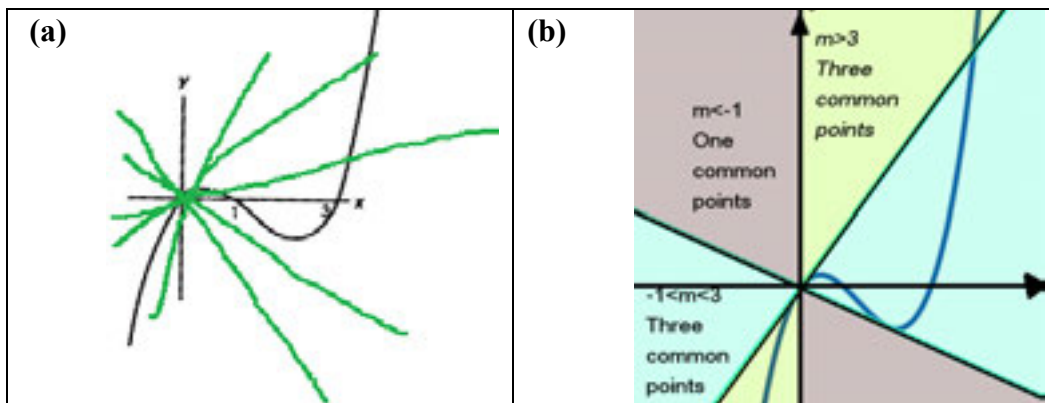 (a)
y
x
1
3
(b)
m>3
Three
common
points
m<-1
One
common
points
-1<m<3
Three
common
points